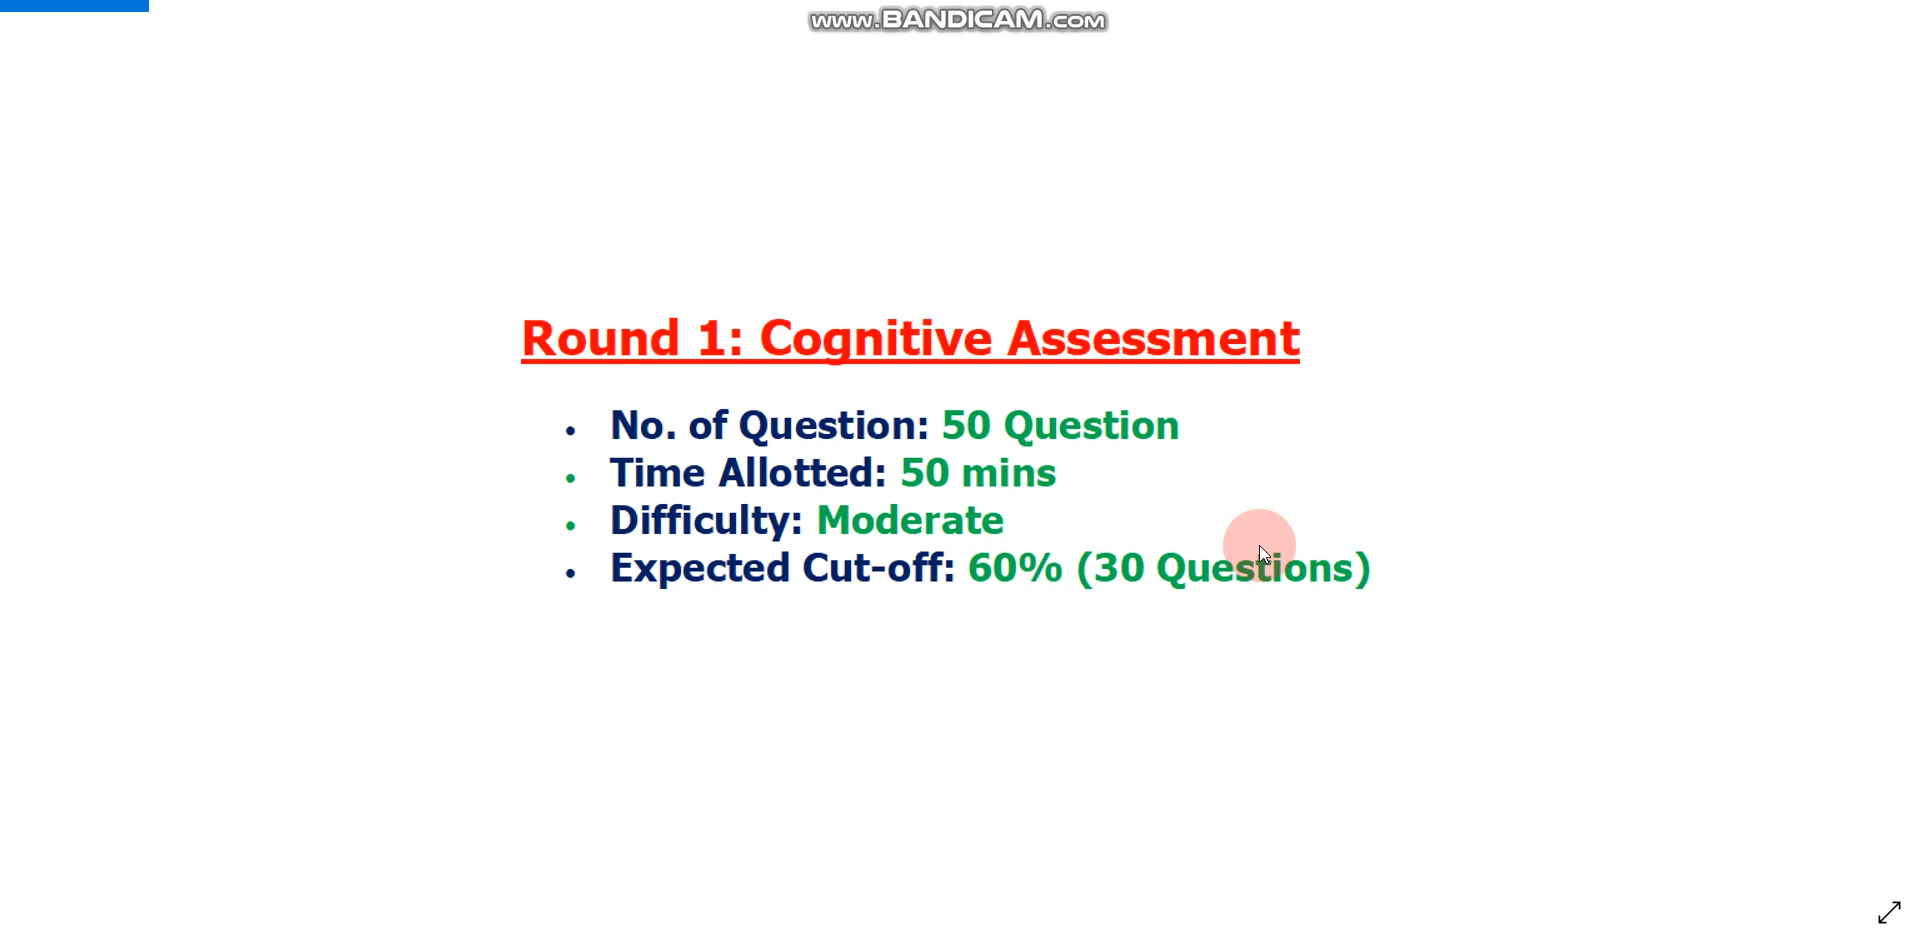 www.BANDICAM.com
Round 1: Cognitive Assessment
• No. of Question: 50 Question
• Time Allotted: 50 mins
• Difficulty: Moderate
• Expected Cut-off: 60% (30 Questions)